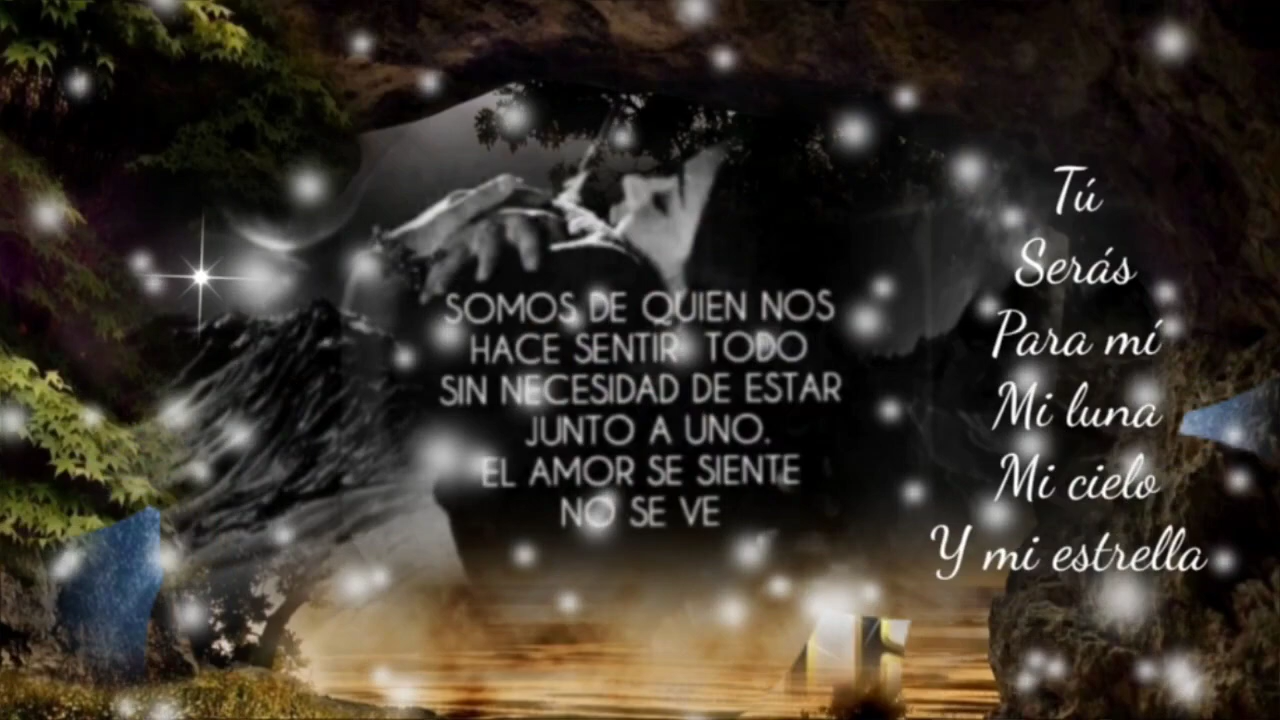 SOMOS DE QUIEN NOS
HACE SENTIR TODO
SIN NECESIDAD DE ESTAR
JUNTO A UNO.
EL AMOR SE SIENTE
NO SE VE
Tú
Serás
Para mí
Mi luna
Mi cielo
Y mi estrella